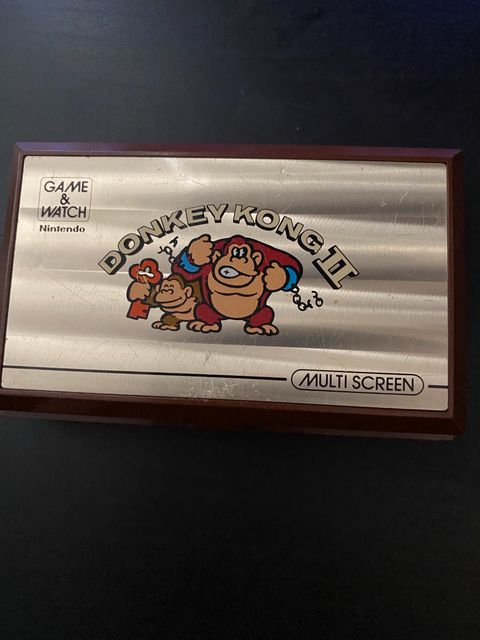 GAME
&
WATCH
Nintendo
DONKEY KONG II
MULTI SCREEN